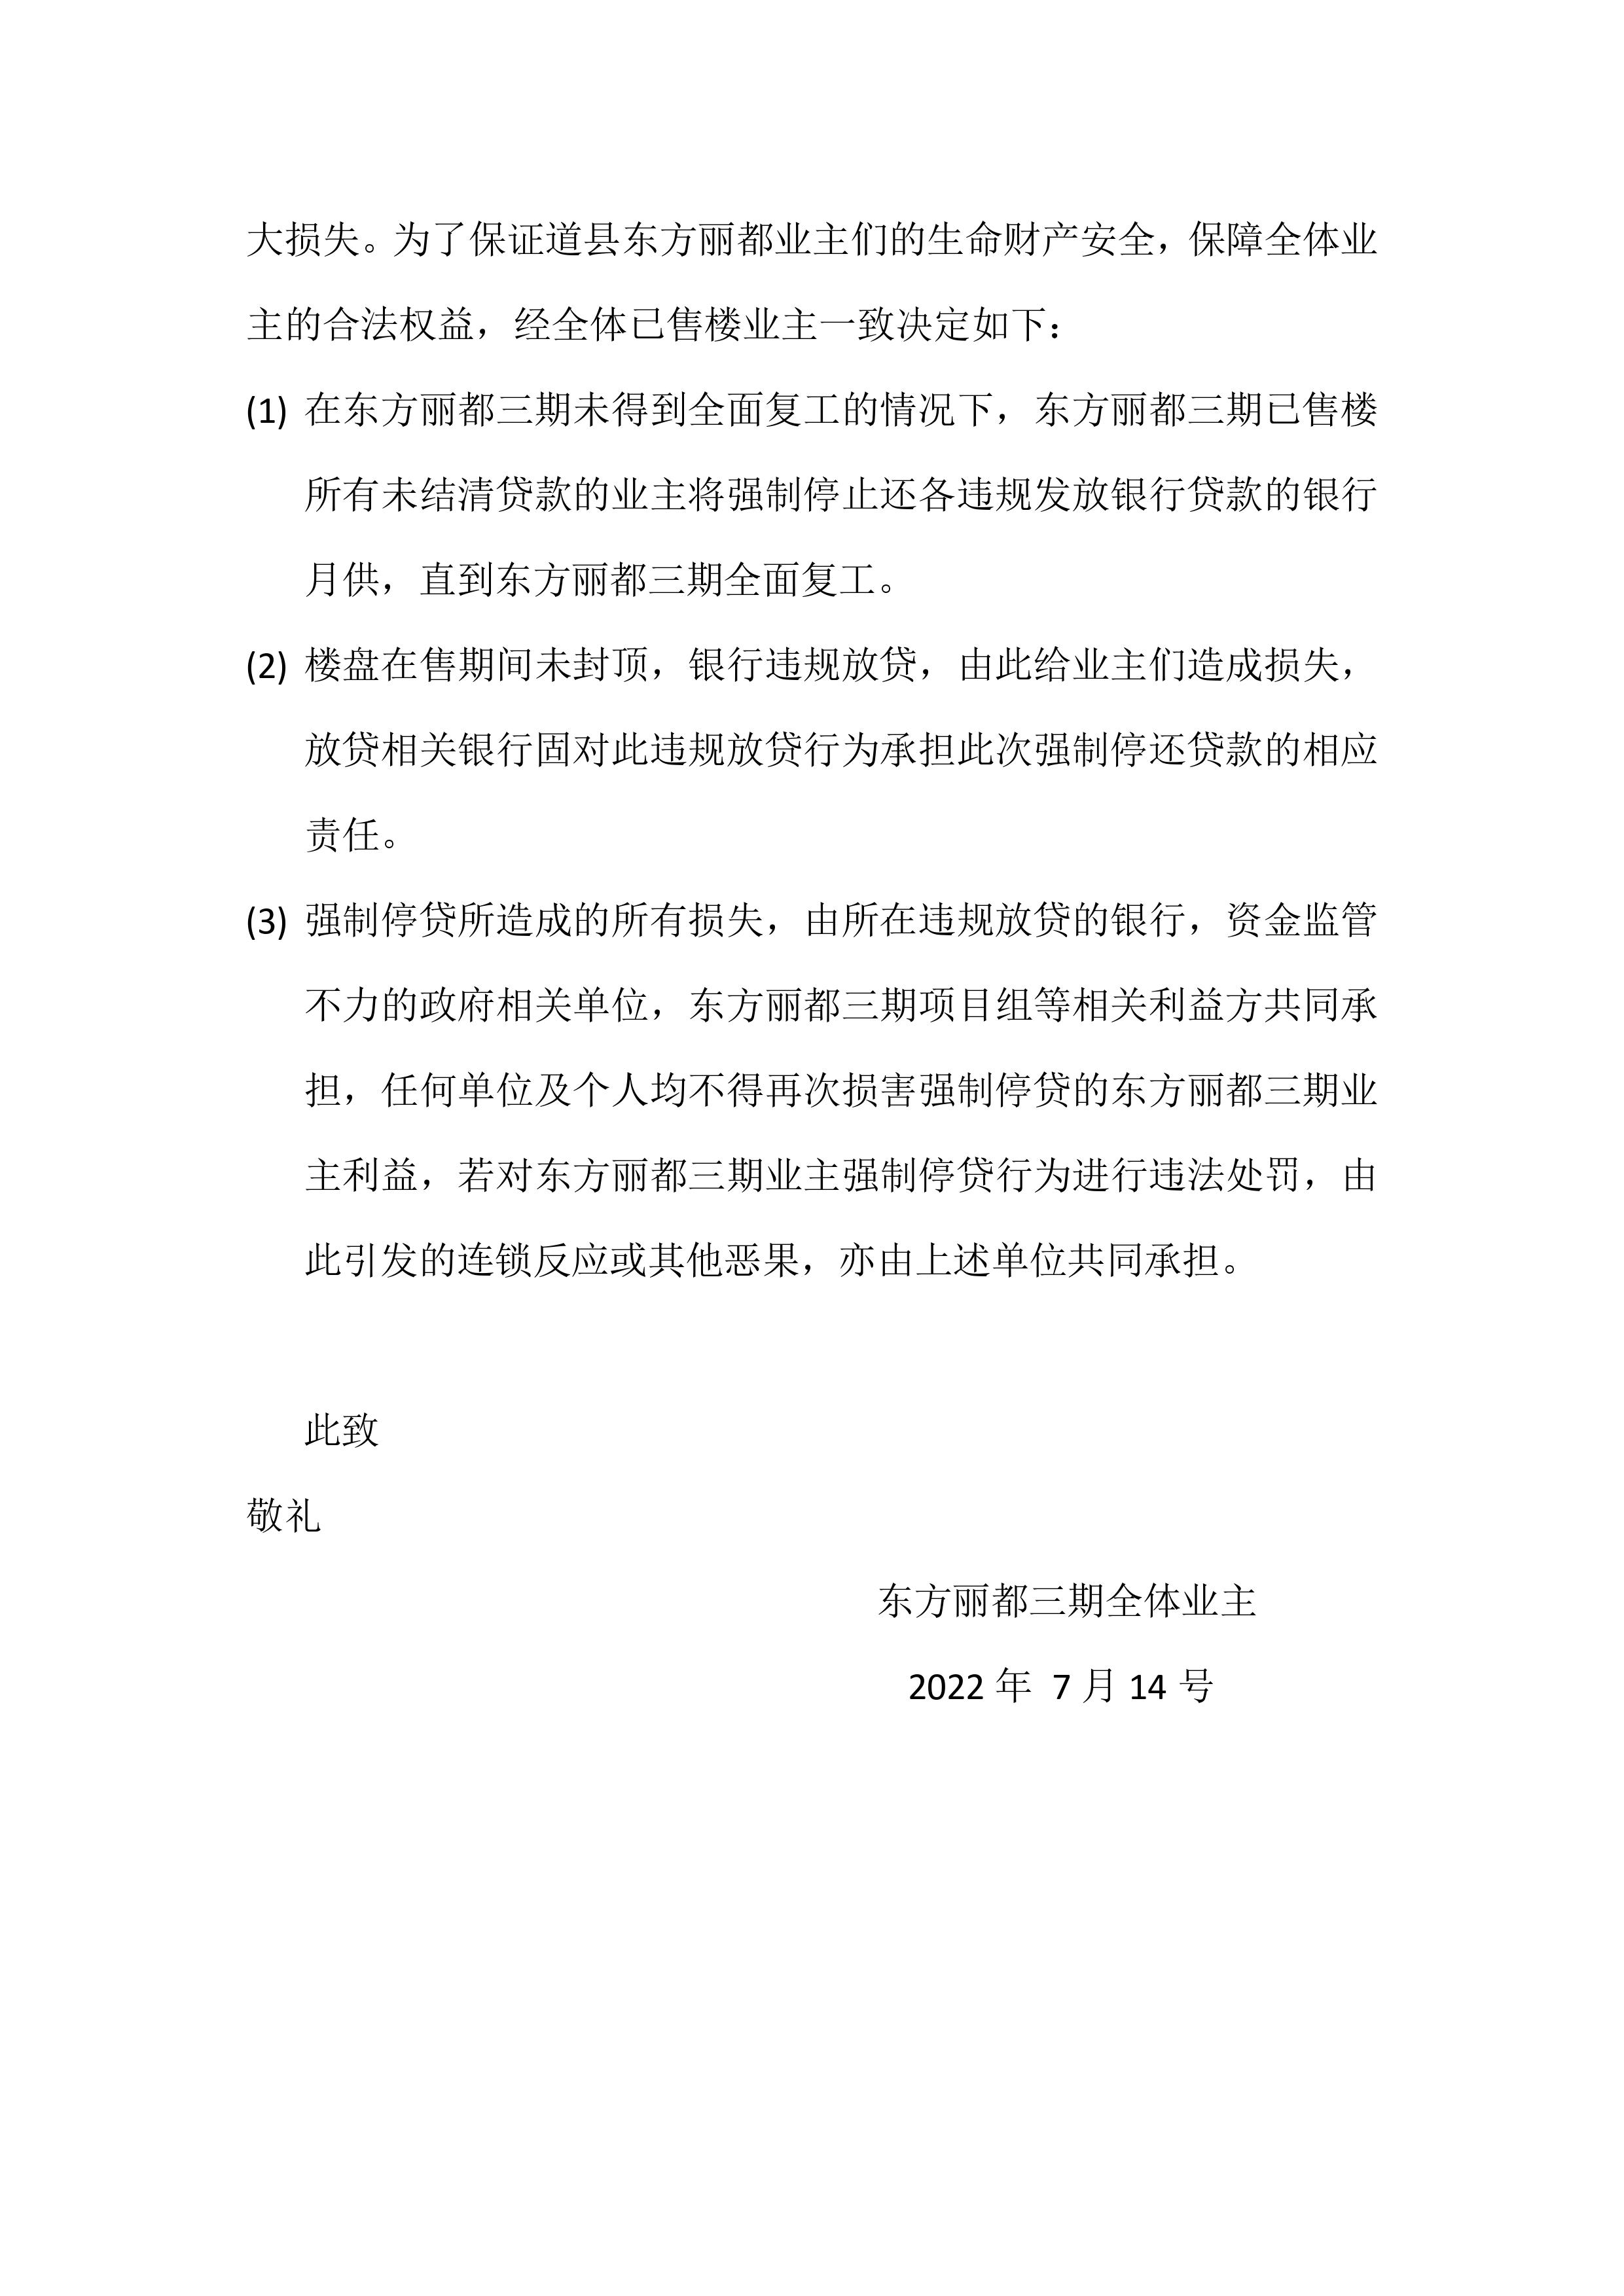 大损失。为了保证道县东方丽都业主们的生命财产安全，保障全体业
主的合法权益，经全体已售楼业主一致决定如下：
(1) 在东方丽都三期未得到全面复工的情况下，东方丽都三期已售楼
所有未结清贷款的业主将强制停止还各违规发放银行贷款的银行
月供，直到东方丽都三期全面复工。
(2) 楼盘在售期间未封顶，银行违规放贷，由此给业主们造成损失，
放贷相关银行固对此违规放贷行为承担此次强制停还贷款的相应
责任。
(3) 强制停贷所造成的所有损失，由所在违规放贷的银行，资金监管
不力的政府相关单位，东方丽都三期项目组等相关利益方共同承
担，任何单位及个人均不得再次损害强制停贷的东方丽都三期业
主利益，若对东方丽都三期业主强制停贷行为进行违法处罚，由
此引发的连锁反应或其他恶果，亦由上述单位共同承担。
此致
敬礼
东方丽都三期全体业主
2022 年 7 月 14 号